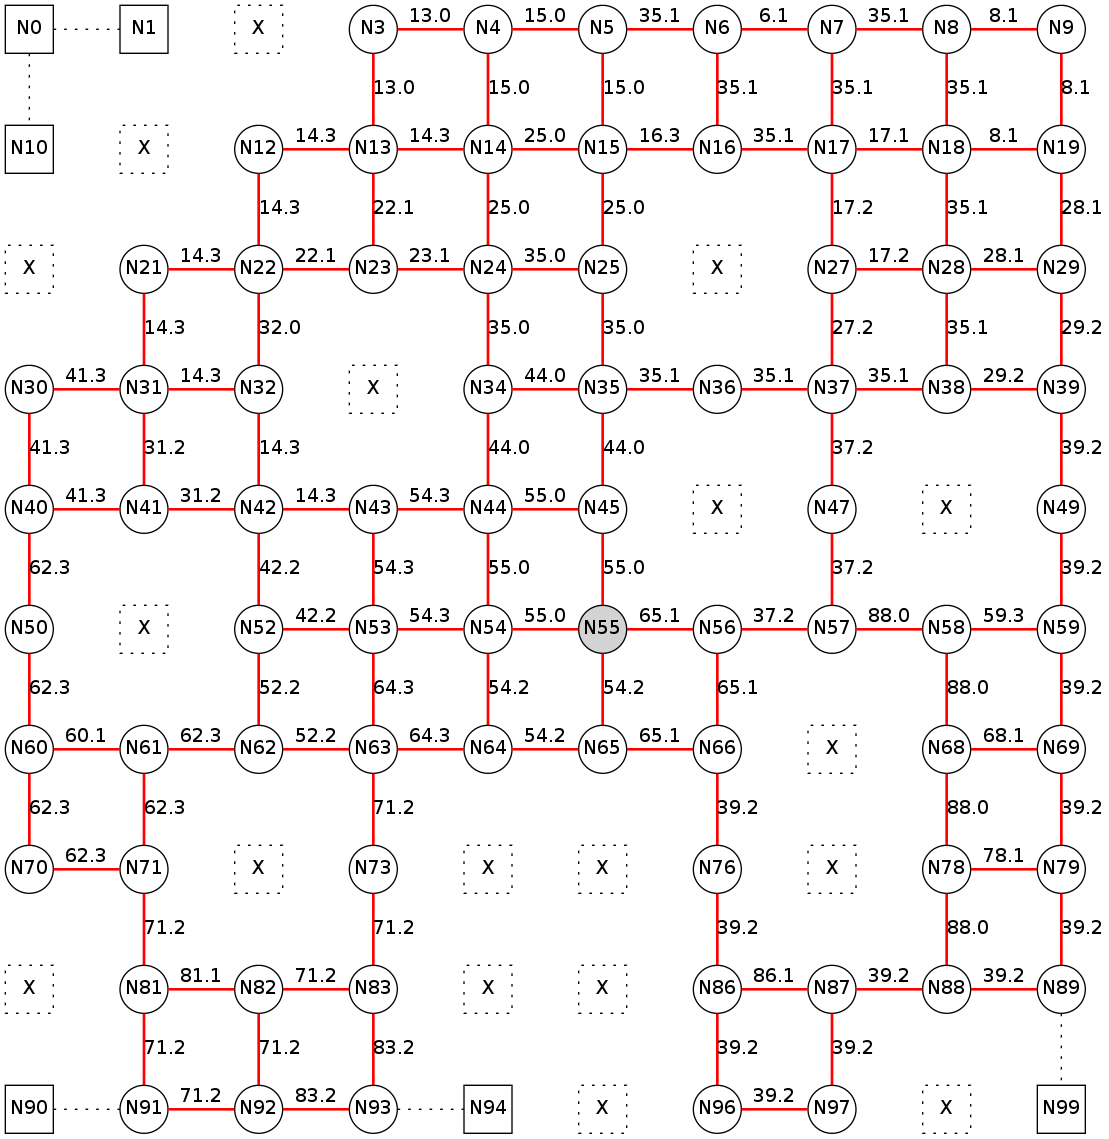 N0 N1 X N3 13.0 N4 15.0 N5 35.1 N6 6.1 N7 35.1 N8 8.1 N9
13.0 15.0 15.0 35.1 35.1 35.1 8.1
N10 X N12 14.3 N13 14.3 N14 25.0 N15 16.3 N16 35.1 N17 17.1 N18 8.1 N19
14.3 22.1 25.0 25.0 17.2 35.1 28.1
X N21 14.3 N22 22.1 N23 23.1 N24 35.0 N25 X N27 17.2 N28 28.1 N29
14.3 32.0 35.0 35.0 27.2 35.1 29.2
N30 41.3 N31 14.3 N32 X N34 44.0 N35 35.1 N36 35.1 N37 35.1 N38 29.2 N39
41.3 31.2 14.3 44.0 44.0 37.2 39.2
N40 41.3 N41 31.2 N42 14.3 N43 54.3 N44 55.0 N45 X N47 X N49
62.3 42.2 54.3 55.0 55.0 37.2 39.2
N50 X N52 42.2 N53 54.3 N54 55.0 N55 65.1 N56 37.2 N57 88.0 N58 59.3 N59
62.3 52.2 64.3 54.2 54.2 65.1 88.0 39.2
N60 60.1 N61 62.3 N62 52.2 N63 64.3 N64 54.2 N65 65.1 N66 X N68 68.1 N69
62.3 62.3 71.2 39.2 88.0 39.2
N70 62.3 N71 X N73 X X N76 X N78 78.1 N79
71.2 71.2 39.2 88.0 39.2
X N81 81.1 N82 71.2 N83 X X N86 86.1 N87 39.2 N88 39.2 N89
71.2 71.2 83.2 39.2 39.2
N90 N91 71.2 N92 83.2 N93 N94 X N96 39.2 N97 X N99